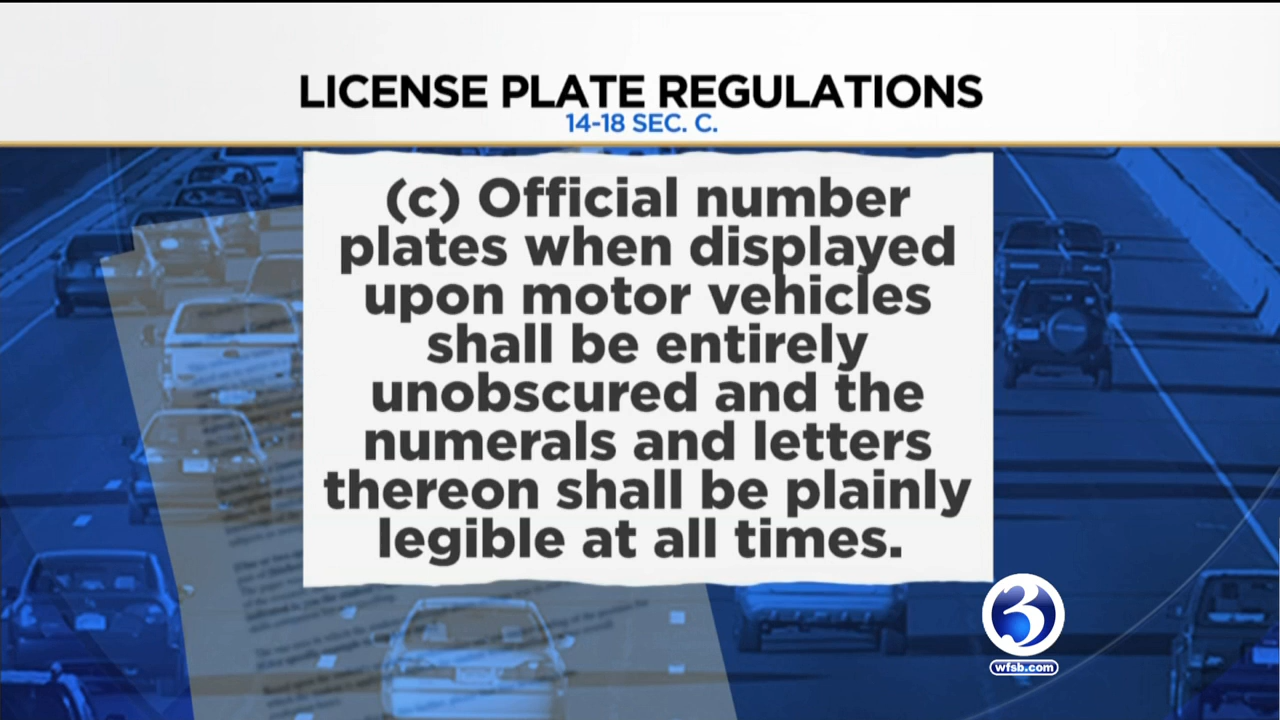 LICENSE PLATE REGULATIONS
14-18 SEC. C.
(c) Official number
plates when displayed
upon motor vehicles
shall be entirely
unobscured and the
numerals and letters
thereon shall be plainly
legible at all times.
3
wfsb.com